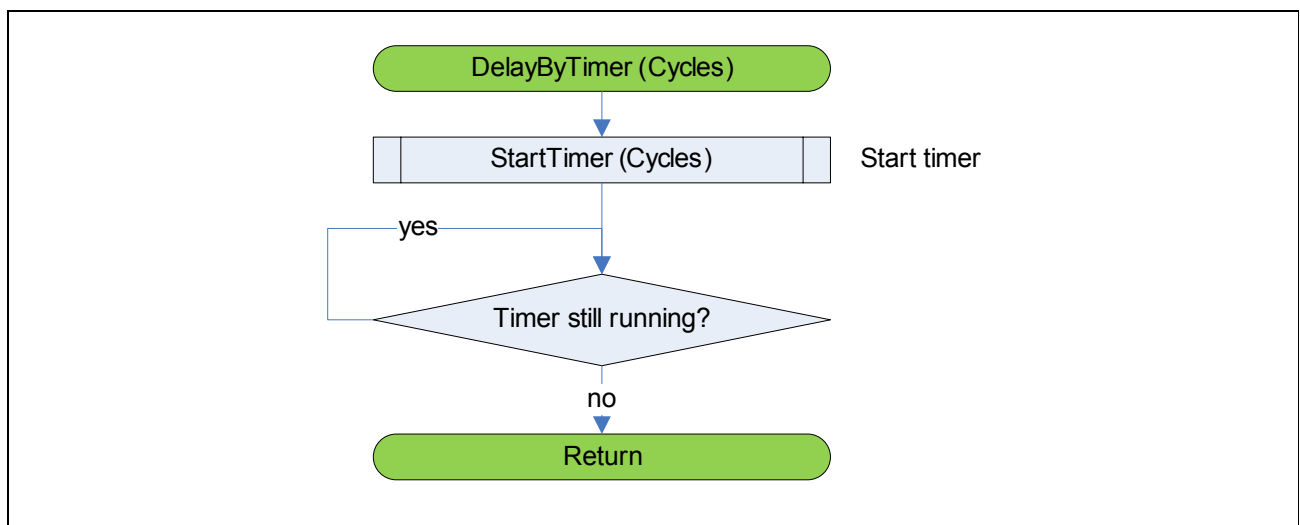 DelayByTimer (Cycles)
StartTimer (Cycles)
Start timer
yes
Timer still running?
no
Return